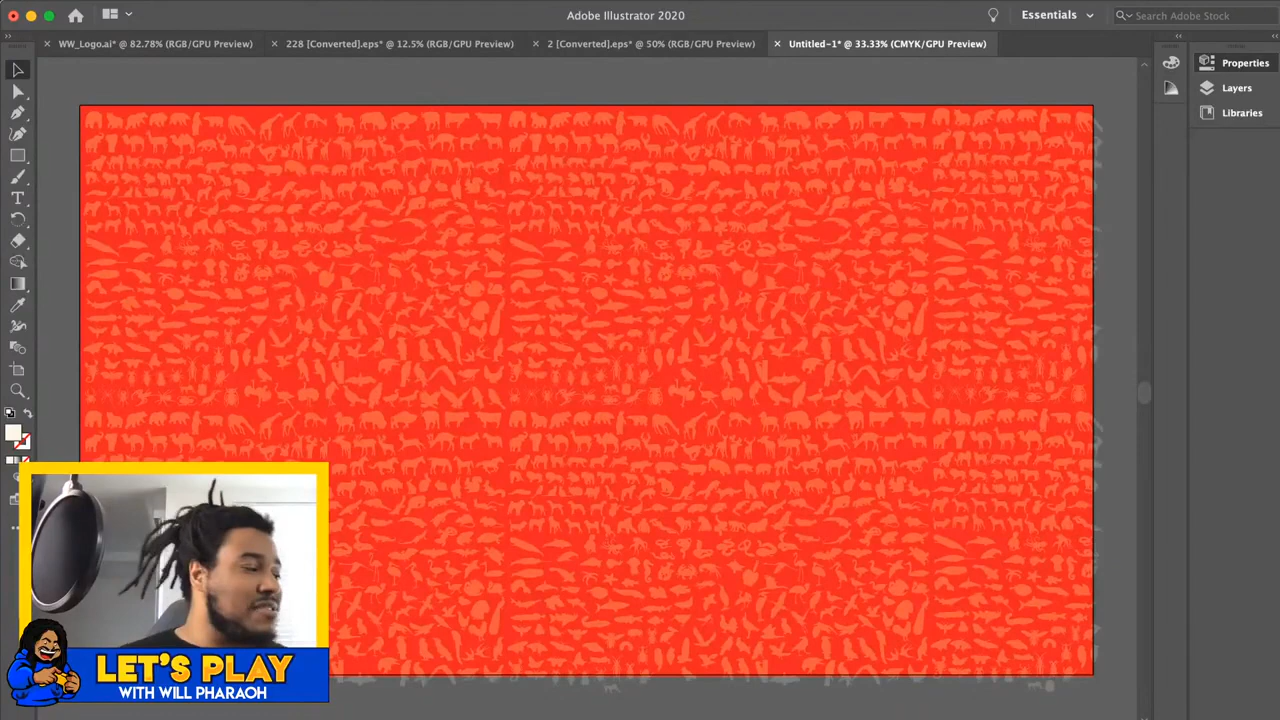 Adobe Illustrator 2020
Essentials
Search Adobe Stock
WW_Logo.ai* @ 82.78% (RGB/GPU Preview)
228 [Converted].eps* @ 12.5% (RGB/GPU Preview)
2 [Converted].eps* @ 50% (RGB/GPU Preview)
Untitled-1* @ 33.33% (CMYK/GPU Preview)
Properties
Layers
Libraries
LET'S PLAY
WITH WILL PHARAOH